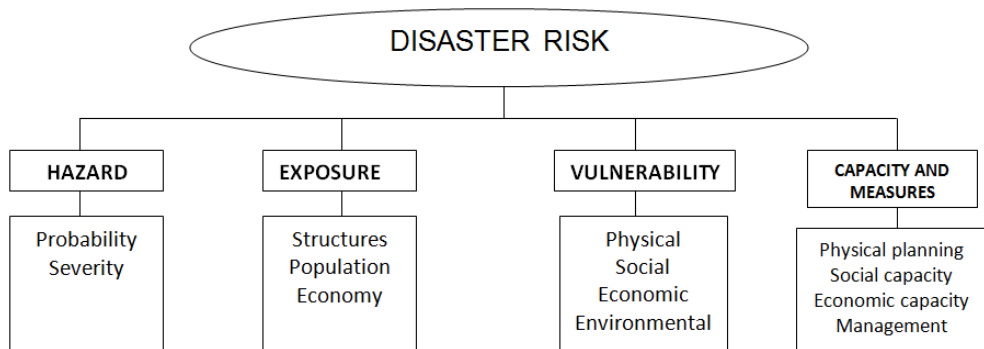 DISASTER RISK
HAZARD
Probability
Severity
EXPOSURE
Structures
Population
Economy
VULNERABILITY
Physical
Social
Economic
Environmental
CAPACITY AND
MEASURES
Physical planning
Social capacity
Economic capacity
Management